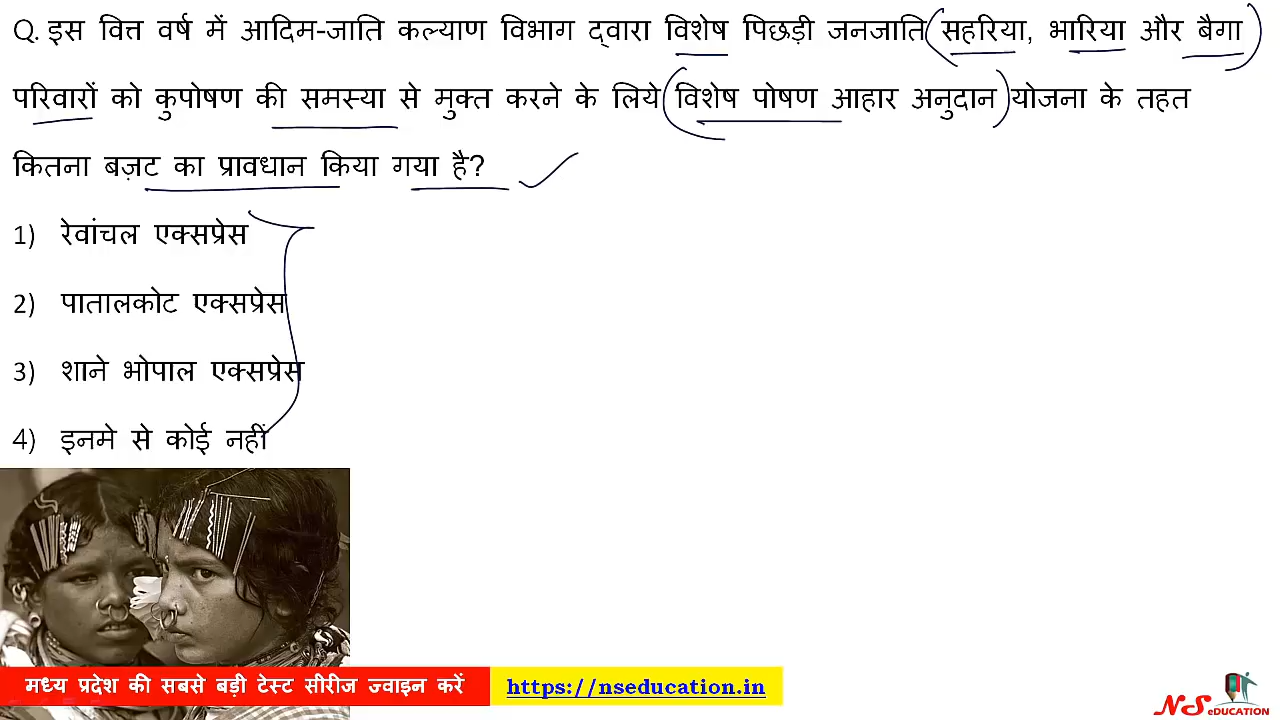 Q. इस वित्त वर्ष में आदिम-जाति कल्याण विभाग द्वारा विशेष पिछड़ी जनजाति (सहरिया, भारिया और बैगा)
परिवारों को कुपोषण की समस्या से मुक्त करने के लिये (विशेष पोषण आहार अनुदान) योजना के तहत
कितना बज़ट का प्रावधान किया गया है?
1) रेवांचल एक्सप्रेस
2) पातालकोट एक्सप्रेस
3) शाने भोपाल एक्सप्रेस
4) इनमे से कोई नहीं
मध्य प्रदेश की सबसे बड़ी टेस्ट सीरीज ज्वाइन करें https://nseducation.in
NS eDUCATION